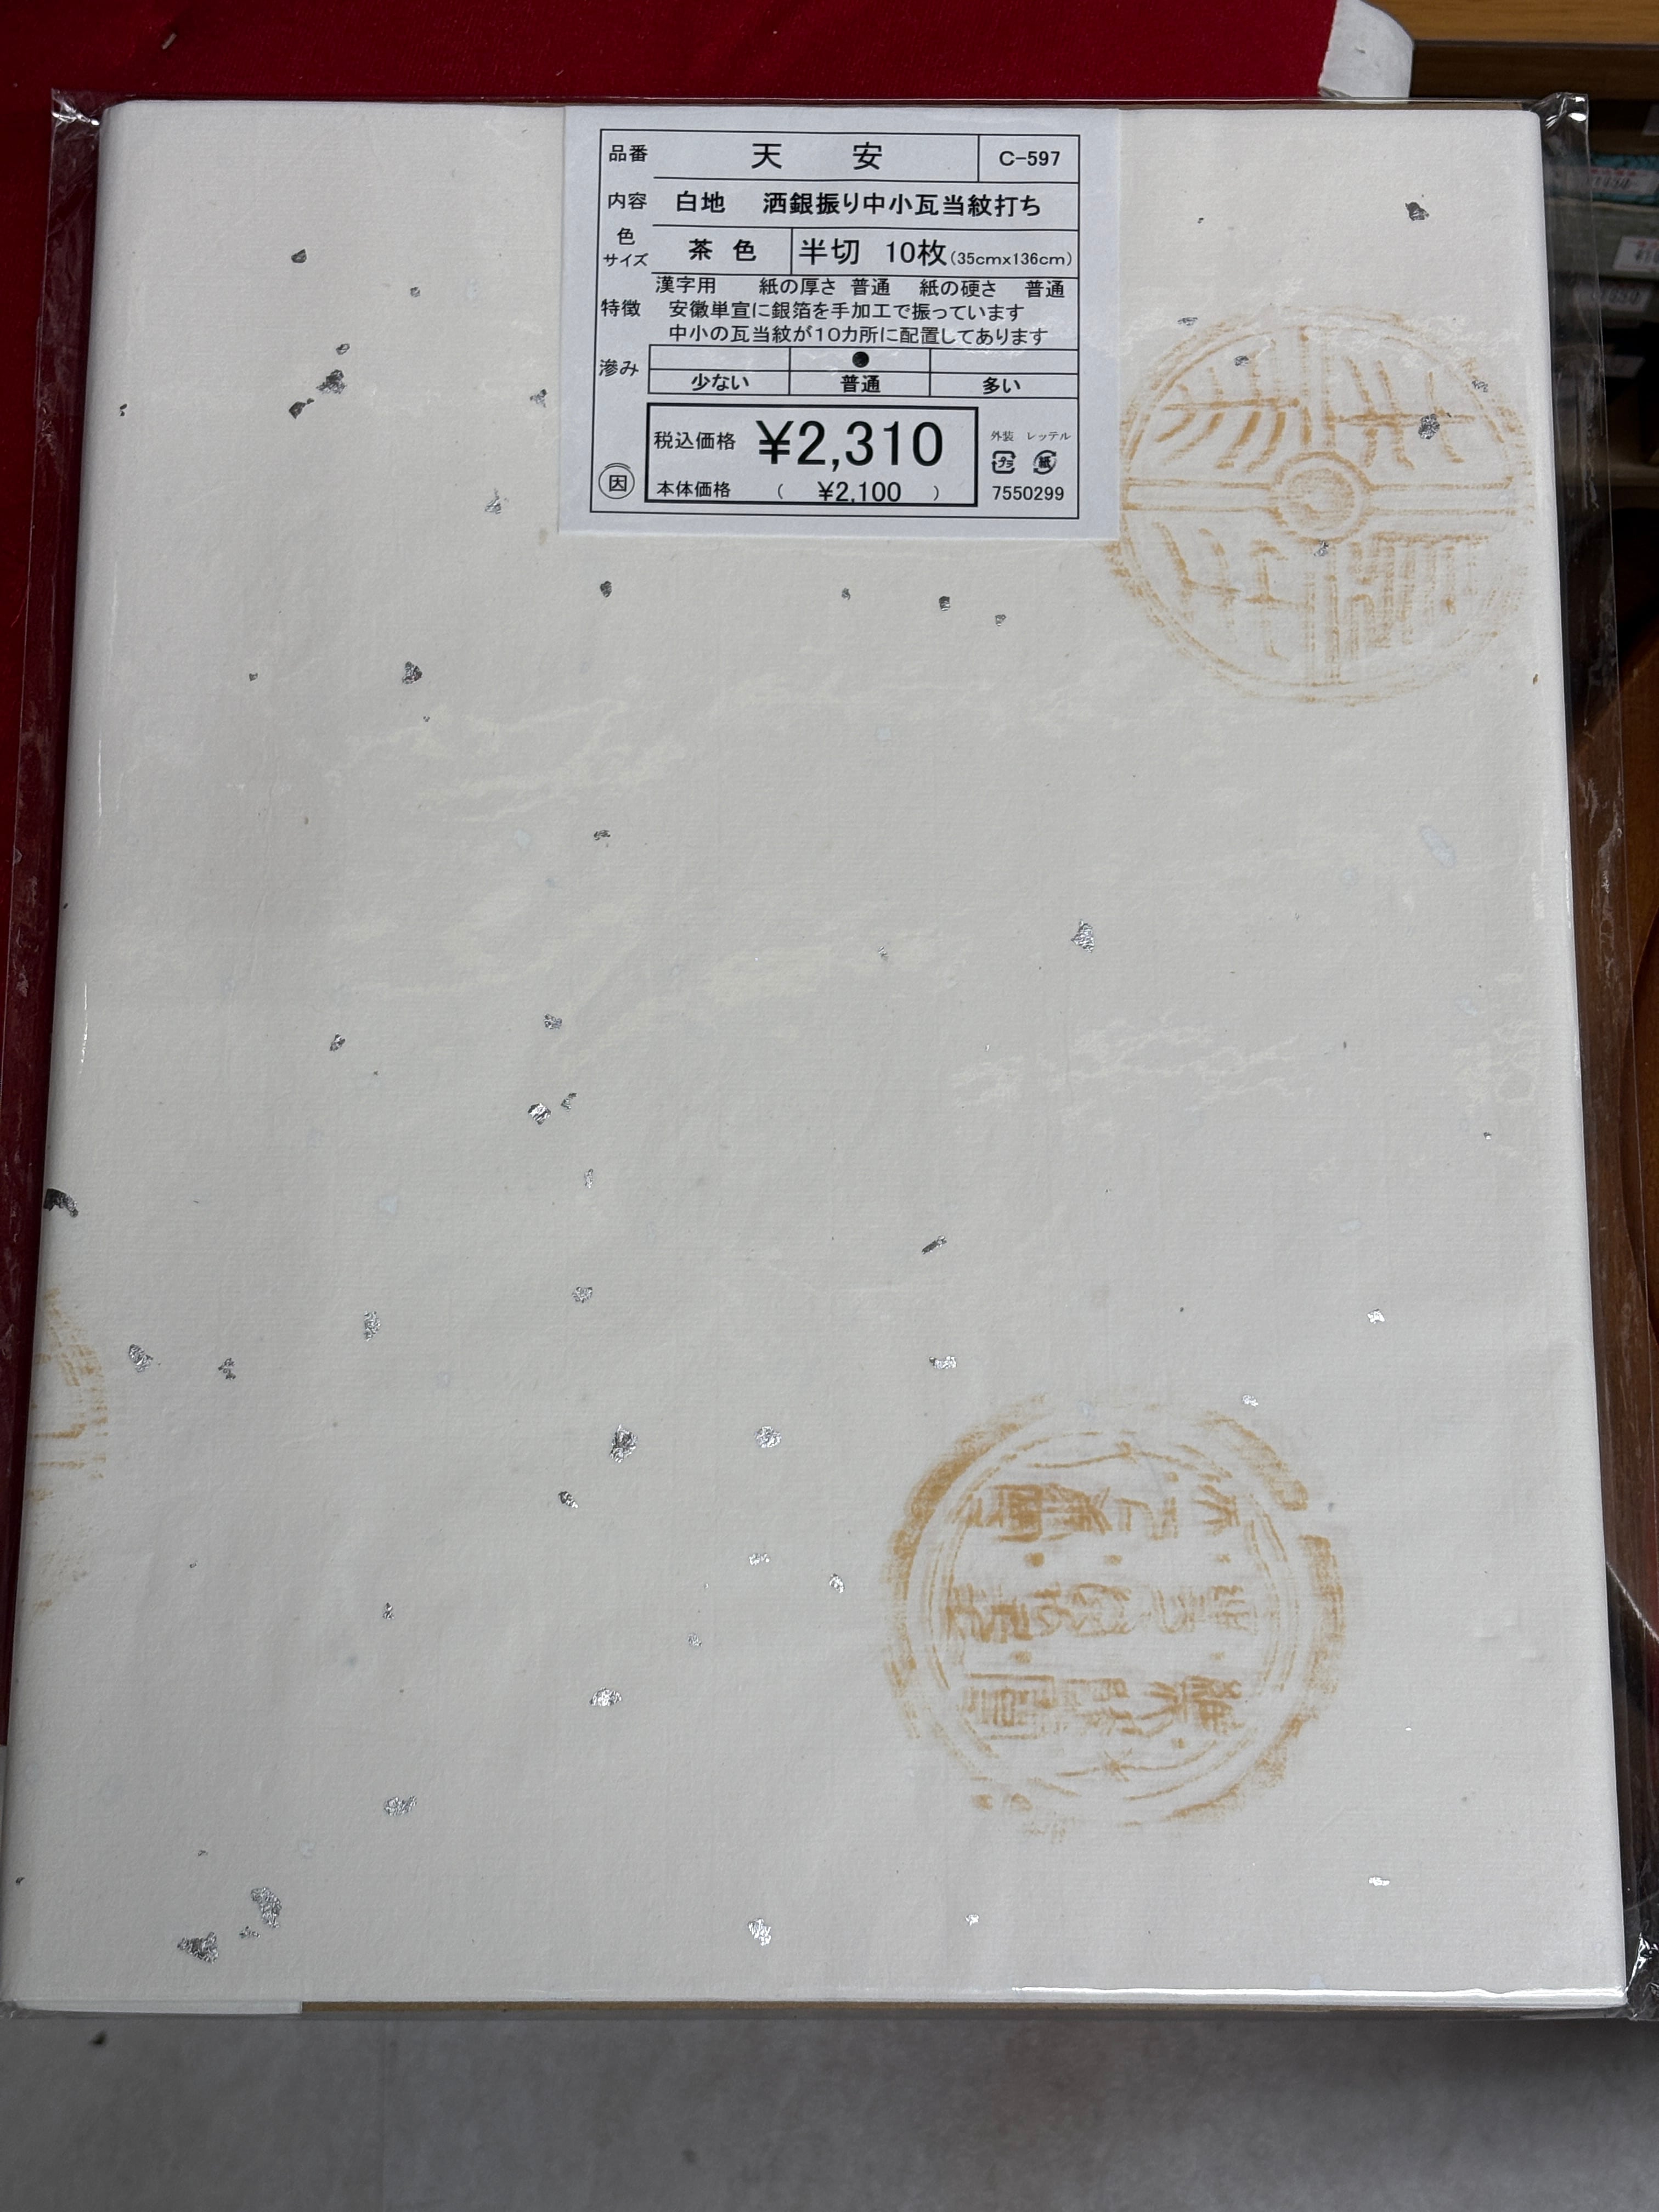 品番 天 安 C-597
内容 白地 洒銀振り中小瓦当紋打ち
色 サイズ 茶 色 半切 10枚(35cmx136cm)
特徴 漢字用 紙の厚さ 普通 紙の硬さ 普通
安徽単宣に銀箔を手加工で振っています
中小の瓦当紋が10カ所に配置してあります
滲み ●
少ない 普通 多い
税込価格 ¥2,310
外装 レッテル
プラ 紙
因 本体価格 ( ¥2,100 )
7550299